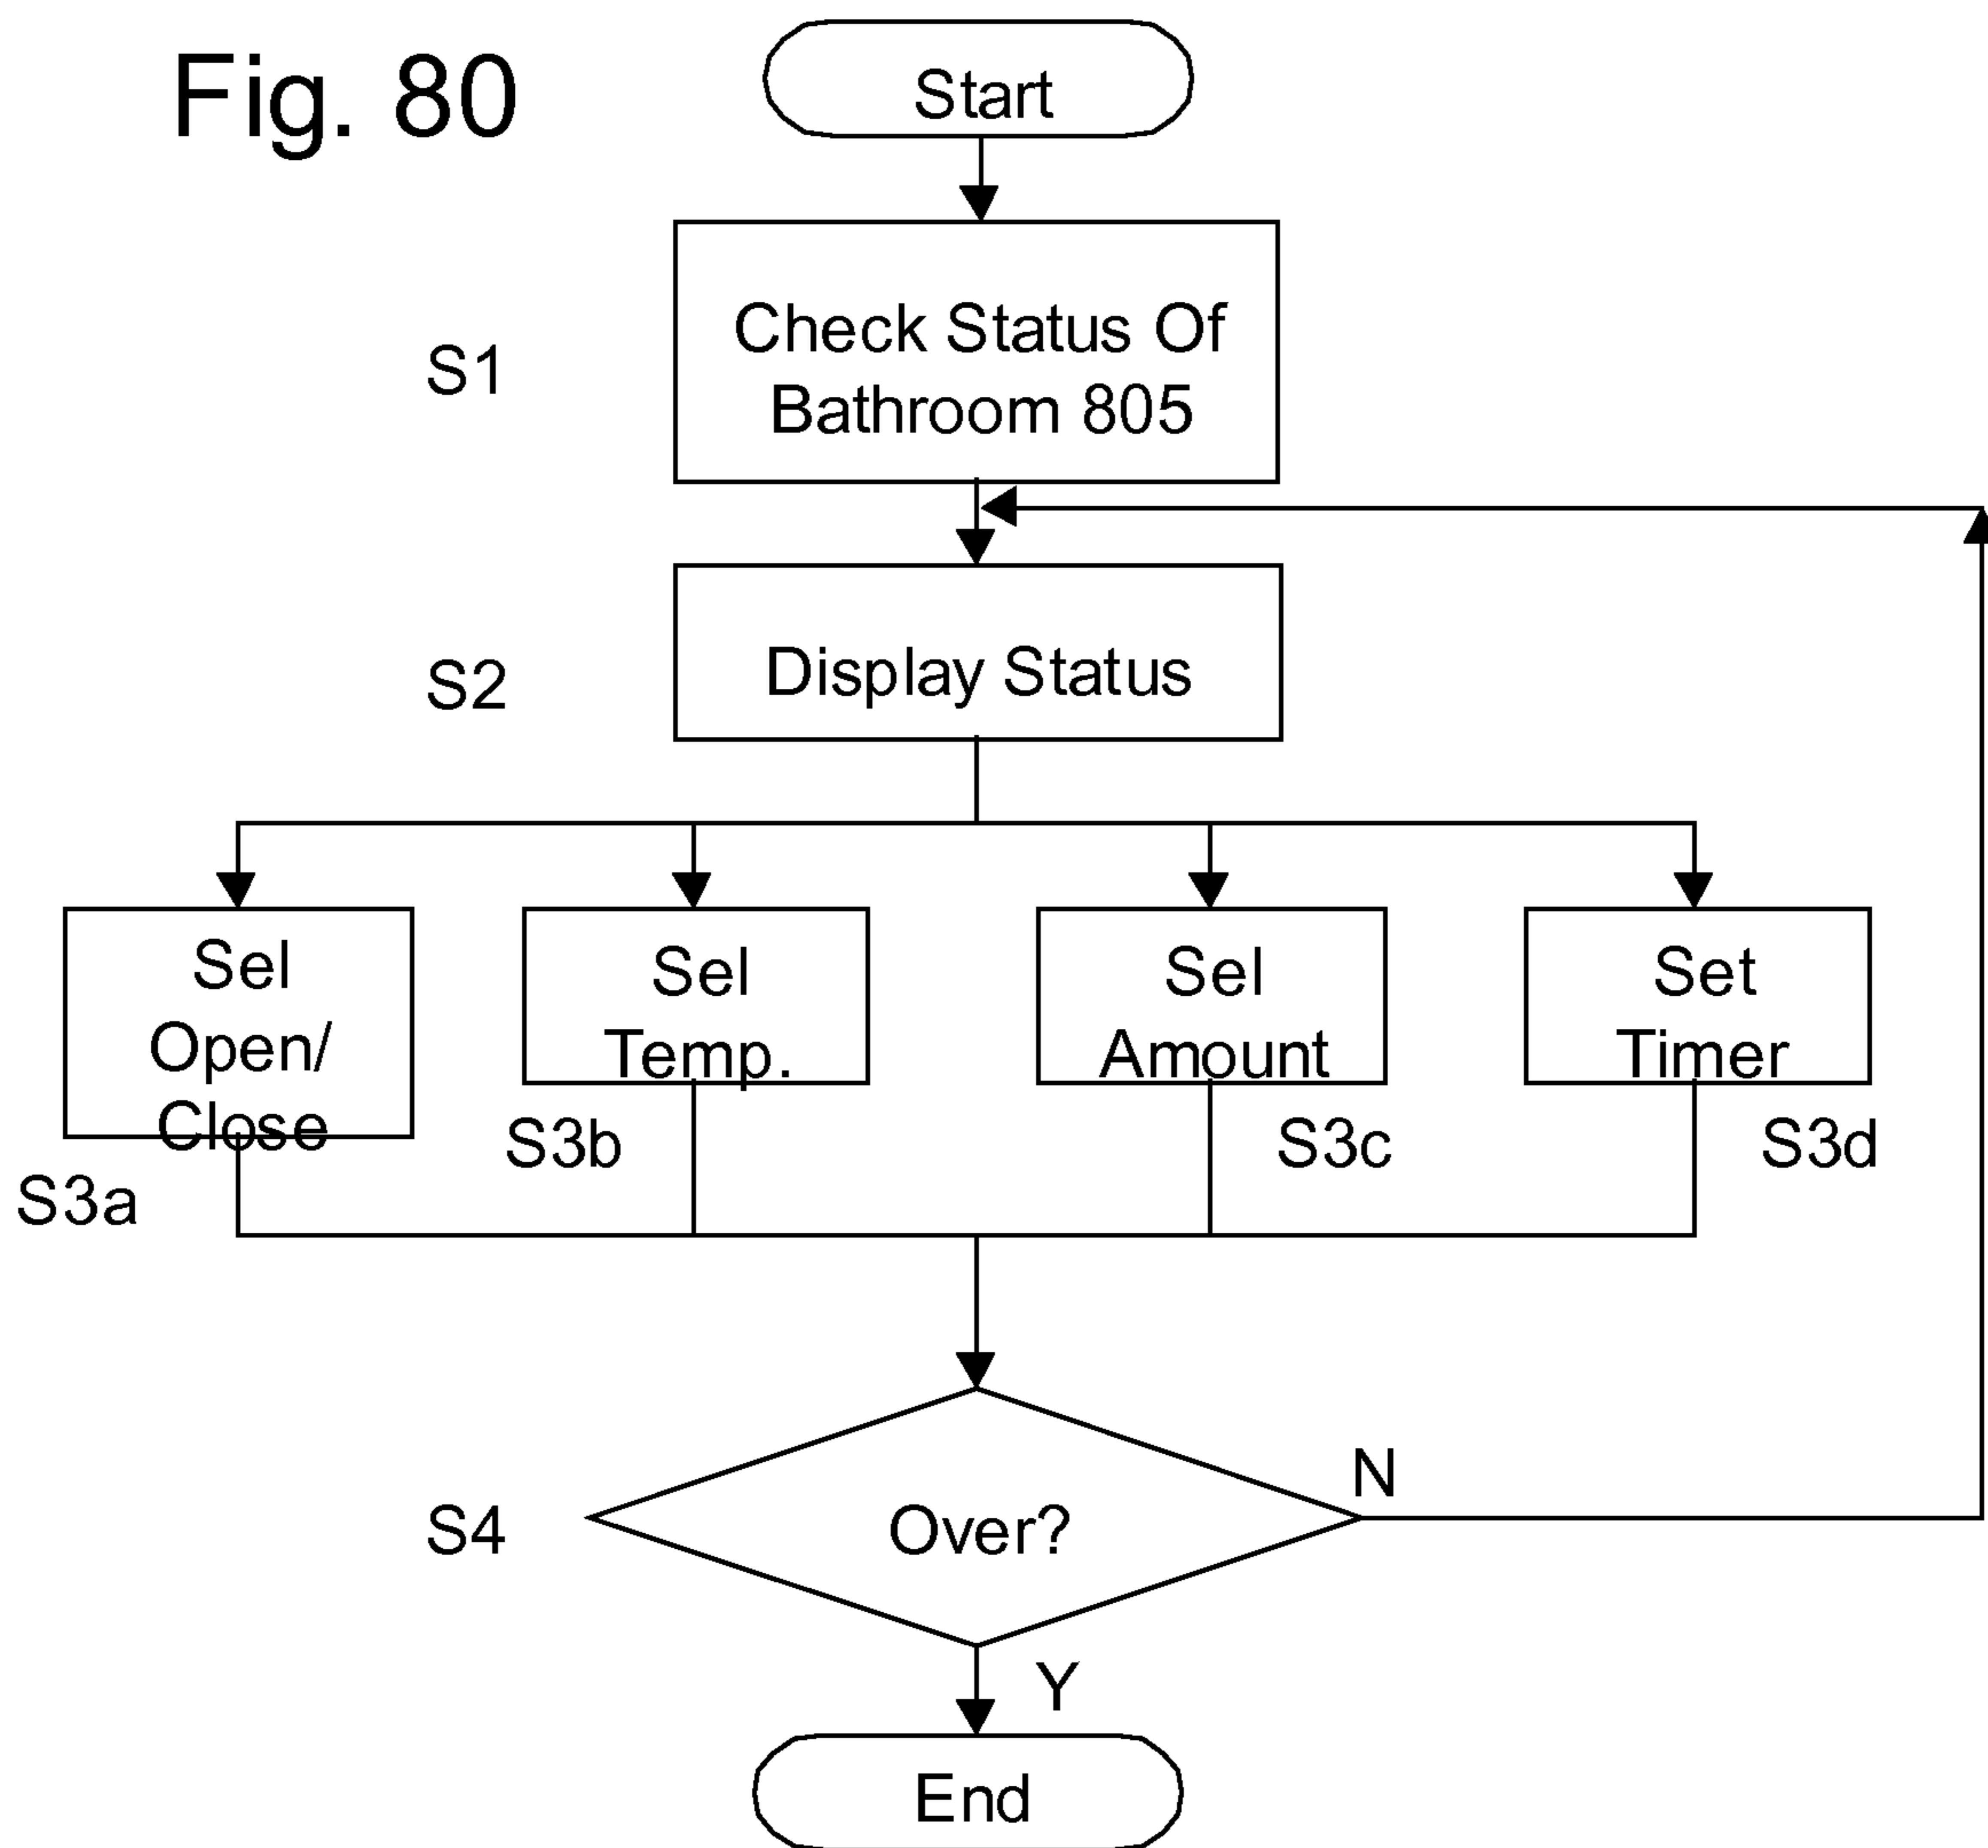 Fig. 80
Start
S1
Check Status Of
Bathroom 805
S2
Display Status
Sel
Open/
Close
S3a
Sel
Temp.
S3b
Sel
Amount
S3c
Set
Timer
S3d
S4
Over?
N
Y
End